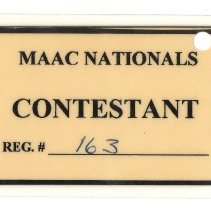 MAAC NATIONALS
CONTESTANT
REG. # 163